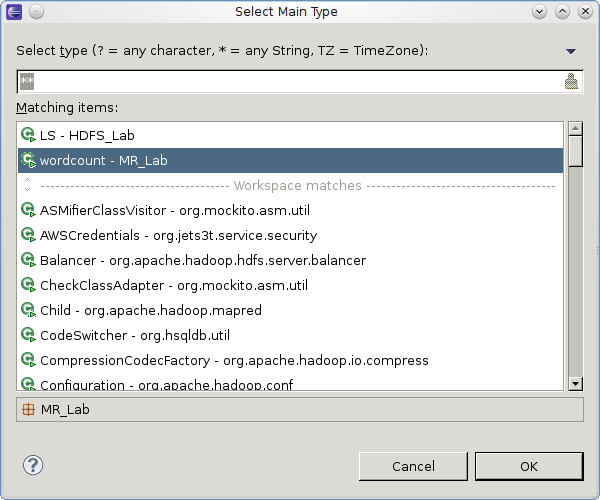 Select Main Type
Select type (? = any character, * = any String, TZ = TimeZone):
**
Matching items:
LS - HDFS_Lab
wordcount - MR_Lab
Workspace matches
ASMifierClassVisitor - org.mockito.asm.util
AWSCredentials - org.jets3t.service.security
Balancer - org.apache.hadoop.hdfs.server.balancer
CheckClassAdapter - org.mockito.asm.util
Child - org.apache.hadoop.mapred
CodeSwitcher - org.hsqldb.util
CompressionCodecFactory - org.apache.hadoop.io.compress
Configuration - org.apache.hadoop.conf
MR_Lab
? Cancel OK